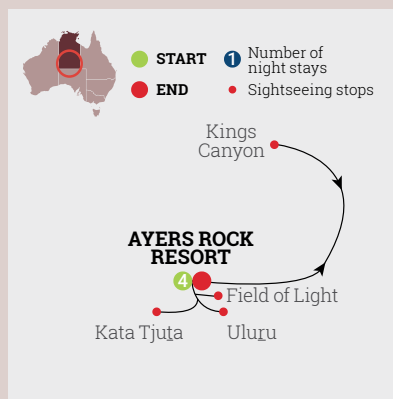 START
END
1 Number of
night stays
Sightseeing stops
Kings
Canyon
AYERS ROCK
RESORT
4
Field of Light
Kata Tjuṯa
Uluṟu